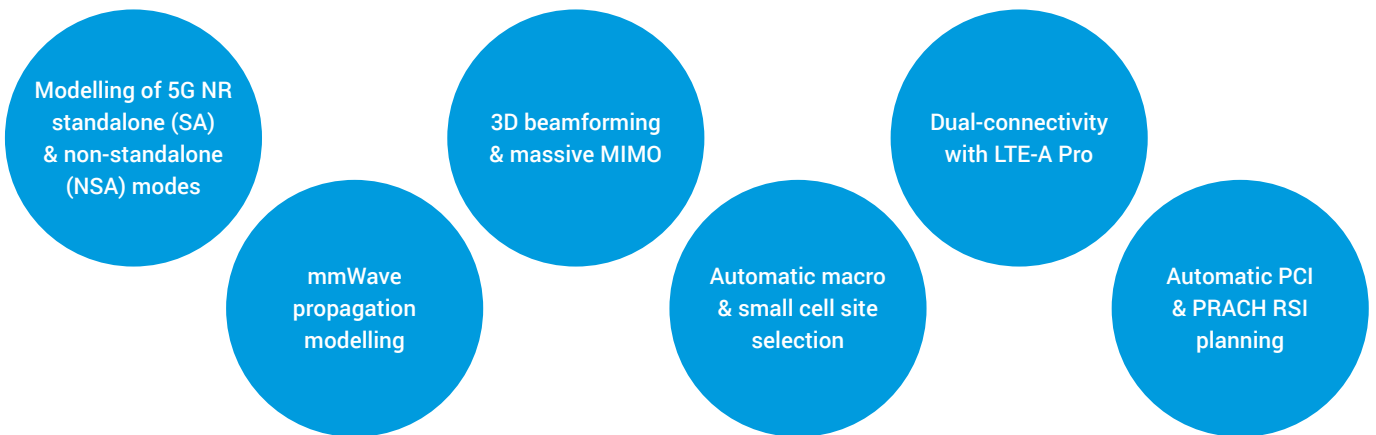 Modelling of 5G NR
standalone (SA)
& non-standalone
(NSA) modes
mmWave
propagation
modelling
3D beamforming
& massive MIMO
Automatic macro
& small cell site
selection
Dual-connectivity
with LTE-A Pro
Automatic PCI
& PRACH RSI
planning